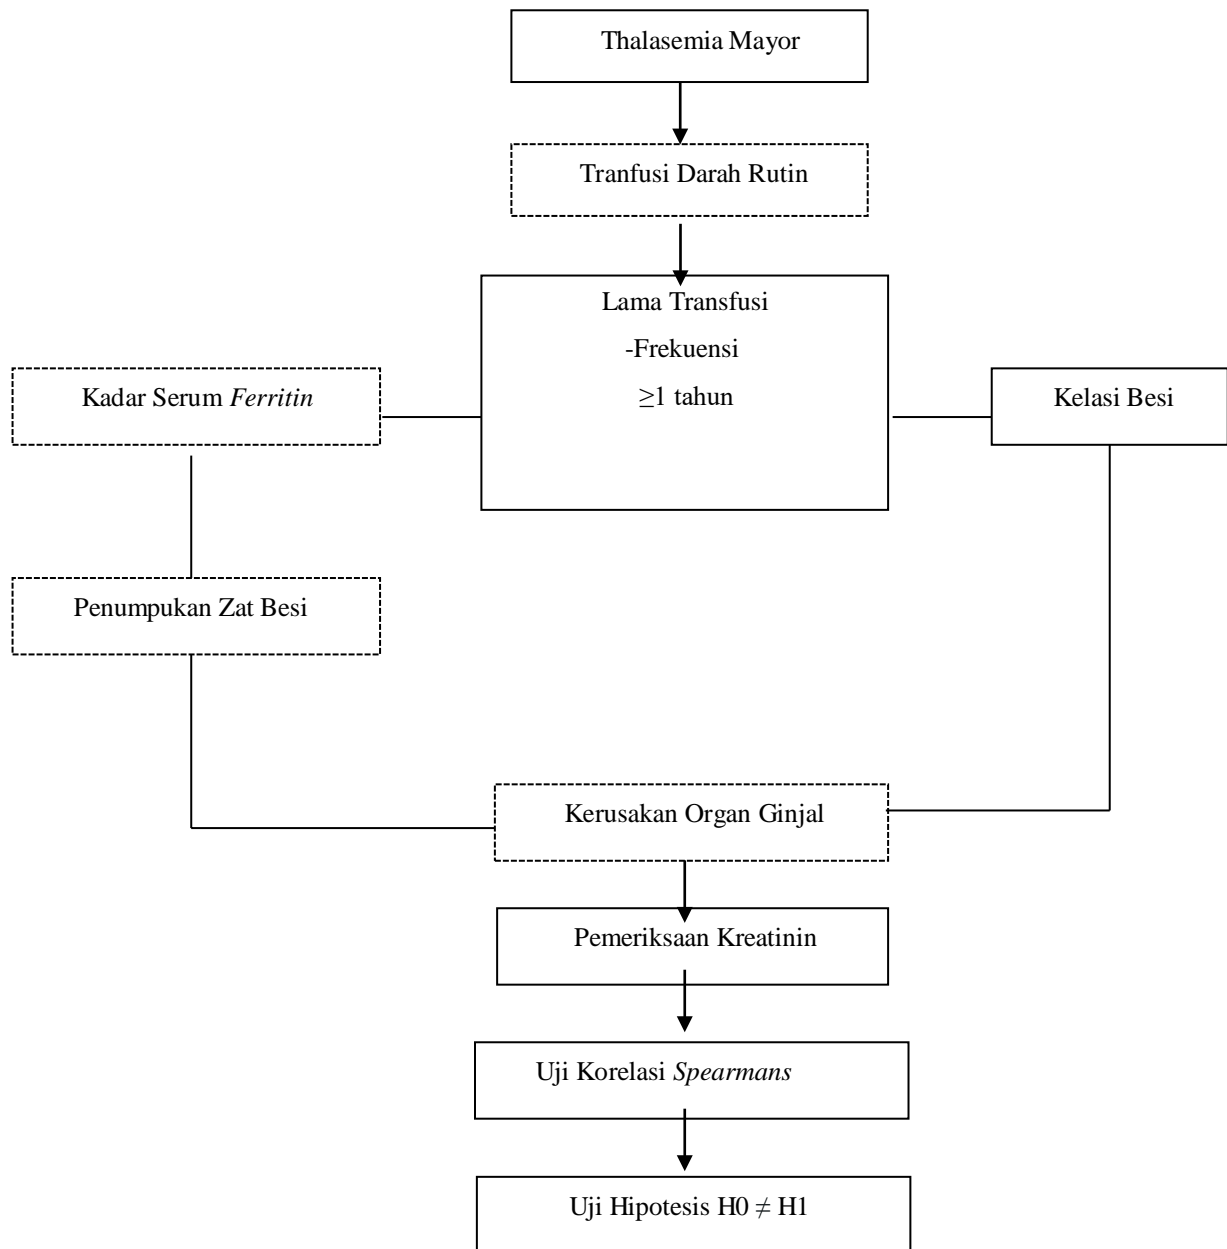 Thalasemia Mayor
Tranfusi Darah Rutin
Lama Transfusi
-Frekuensi
≥1 tahun
Kadar Serum Ferritin
Kelasi Besi
Penumpukan Zat Besi
Kerusakan Organ Ginjal
Pemeriksaan Kreatinin
Uji Korelasi Spearmans
Uji Hipotesis H0 ≠ H1